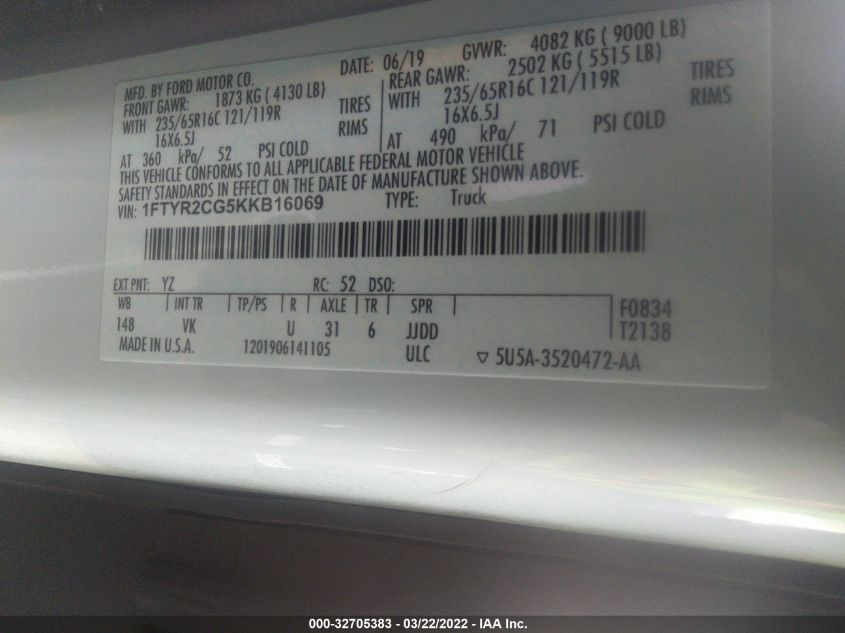 MFD. BY FORD MOTOR CO.
DATE: 06/19 GVWR: 4082 KG ( 9000 LB)
FRONT GAWR: 1873 KG ( 4130 LB)
WITH 235/65R16C 121/119R TIRES
16X6.5J RIMS
AT 360 kPa/ 52 PSI COLD
REAR GAWR: 2502 KG ( 5515 LB)
WITH 235/65R16C 121/119R TIRES
16X6.5J RIMS
AT 490 kPa/ 71 PSI COLD
THIS VEHICLE CONFORMS TO ALL APPLICABLE FEDERAL MOTOR VEHICLE
SAFETY STANDARDS IN EFFECT ON THE DATE OF MANUFACTURE SHOWN ABOVE.
VIN: 1FTYR2CG5KKB16069 TYPE: Truck
EXT PNT: YZ RC: 52 DSO:
WB INT TR TP/PS R AXLE TR SPR
148 VK U 31 6 JJDD
F0834
T2138
MADE IN U.S.A. 1201906141105 ULC ▽ 5U5A-3520472-AA
000-32705383 - 03/22/2022 - IAA Inc.